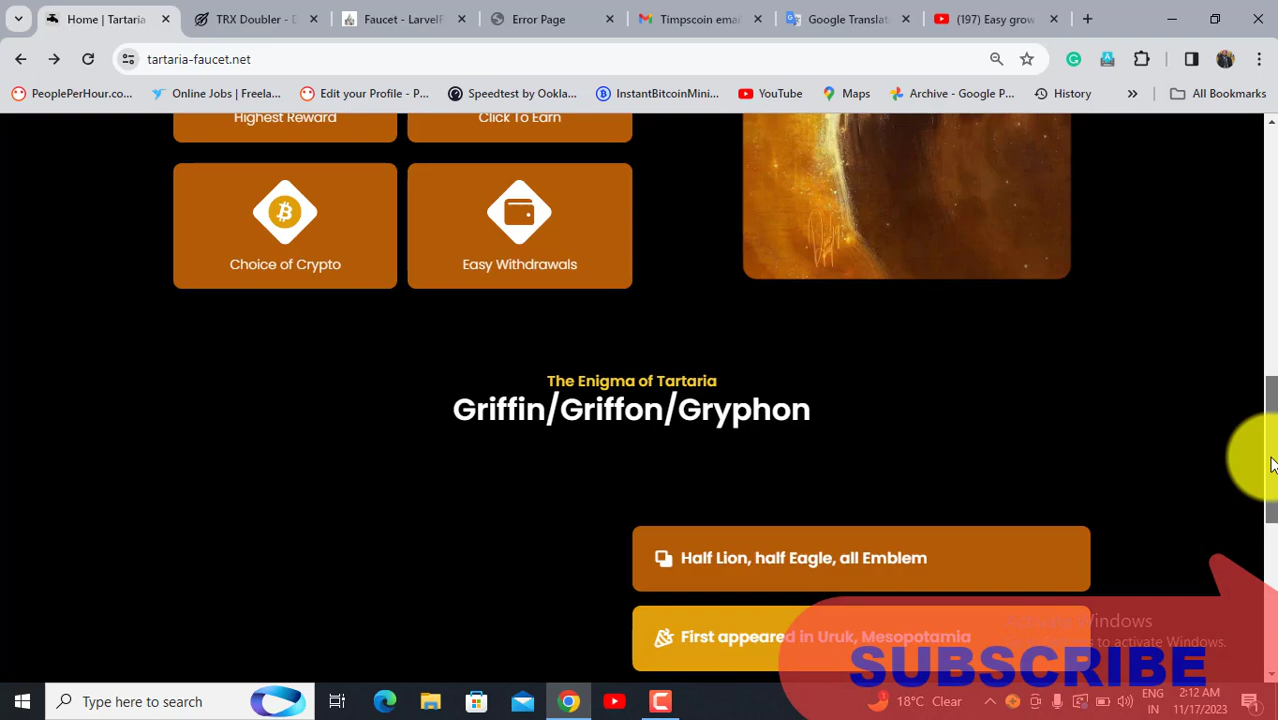 Home | Tartaria
TRX Doubler - E
Faucet - LarvelF
Error Page
Timpscoin emai
Google Translat
(197) Easy grow
tartaria-faucet.net
PeoplePerHour.co...
Online Jobs | Freela...
Edit your Profile - P...
Speedtest by Ookla...
InstantBitcoinMini...
YouTube
Maps
Archive - Google P...
History
All Bookmarks
Highest Reward
Click To Earn
Choice of Crypto
Easy Withdrawals
The Enigma of Tartaria
Griffin/Griffon/Gryphon
Half Lion, half Eagle, all Emblem
First appeared in Uruk, Mesopotamia
Activate Windows
to activate Windows.
SUBSCRIBE
Type here to search
18°C Clear
ENG
IN
2:12 AM
11/17/2023
1